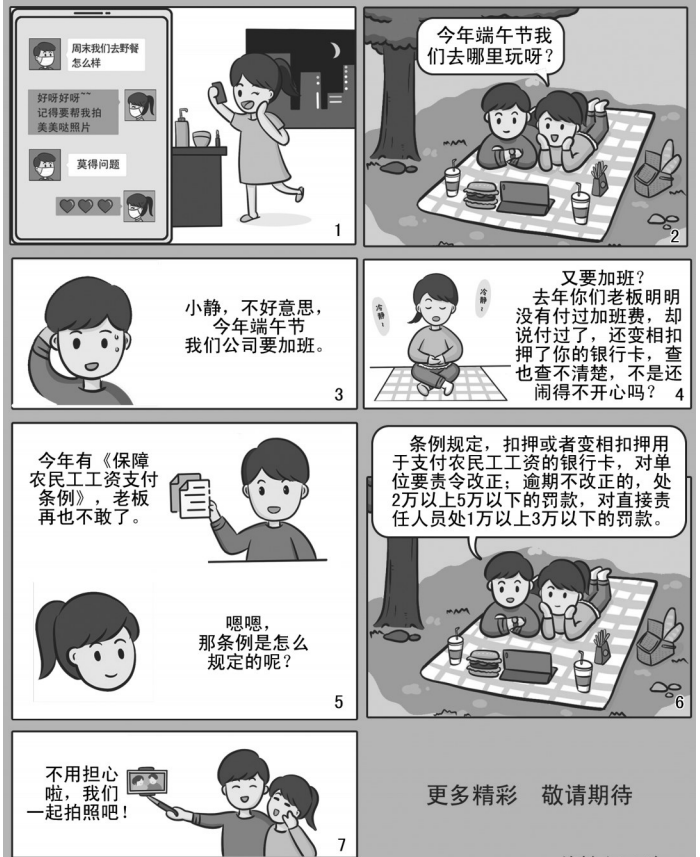 周末我们去野餐
怎么样
好呀好呀~~
记得要帮我拍
美美哒照片
莫得问题
1
今年端午节我
们去哪里玩呀？
2
小静，不好意思，
今年端午节
我们公司要加班。
3
冷静！
冷静！
又要加班？
去年你们老板明明
没有付过加班费，却
说付过了，还变相扣
押了你的银行卡，查
也查不清楚，不是还
闹得不开心吗？
4
今年有《保障
农民工工资支付
条例》，老板
再也不敢了。
嗯嗯，
那条例是怎么
规定的呢？
5
条例规定，扣押或者变相扣押用
于支付农民工工资的银行卡，对单
位要责令改正；逾期不改正的，处
2万以上5万以下的罚款，对直接责
任人员处1万以上3万以下的罚款。
6
不用担心
啦，我们
一起拍照吧！
7
更多精彩　敬请期待